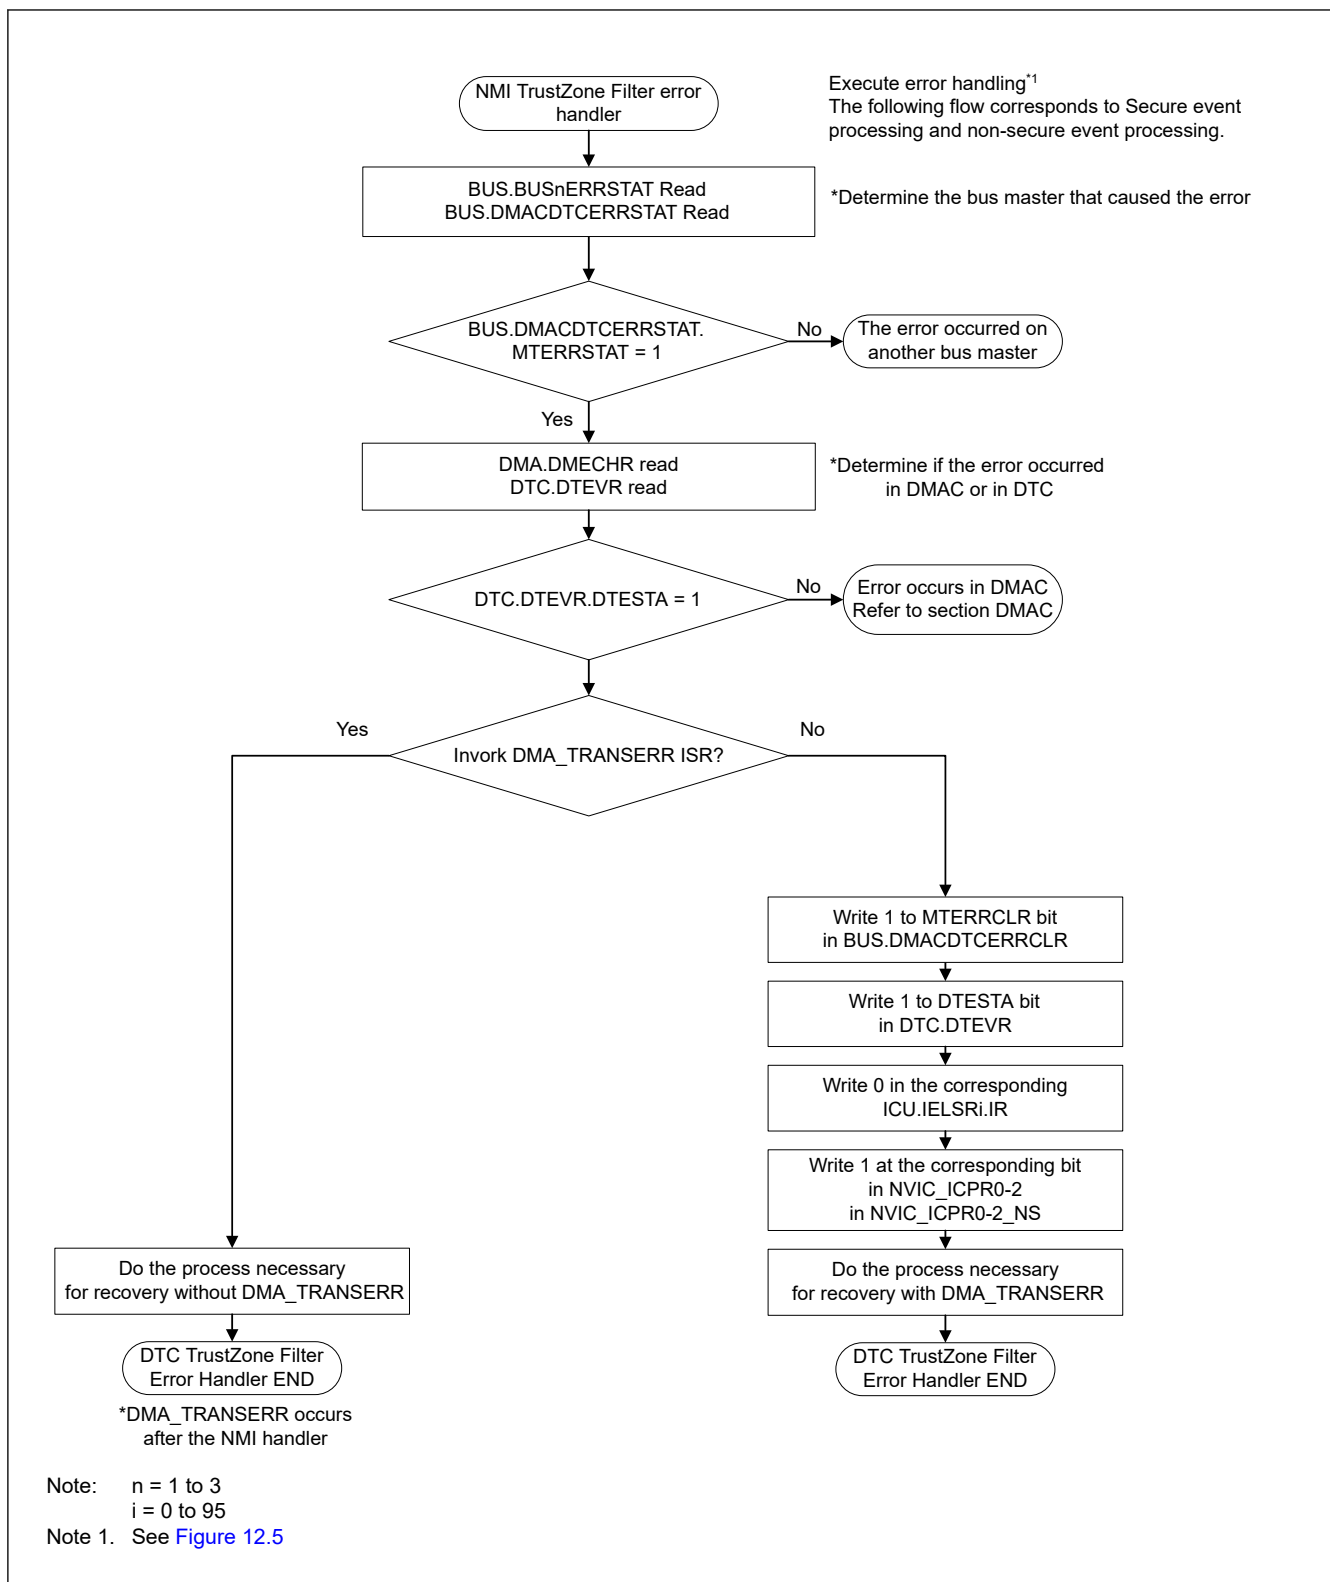 NMI TrustZone Filter error
handler
Execute error handling*1
The following flow corresponds to Secure event
processing and non-secure event processing.
BUS.BUSnERRSTAT Read
BUS.DMACDTCERRSTAT Read
*Determine the bus master that caused the error
BUS.DMACDTCERRSTAT.
MTERRSTAT = 1
No
The error occurred on
another bus master
Yes
DMA.DMECHR read
DTC.DTEVR read
*Determine if the error occurred
in DMAC or in DTC
DTC.DTEVR.DTESTA = 1
No
Error occurs in DMAC
Refer to section DMAC
Yes
Invork DMA_TRANSERR ISR?
No
Write 1 to MTERRCLR bit
in BUS.DMACDTCERRCLR
Write 1 to DTESTA bit
in DTC.DTEVR
Write 0 in the corresponding
ICU.IELSRi.IR
Write 1 at the corresponding bit
in NVIC_ICPR0-2
in NVIC_ICPR0-2_NS
Do the process necessary
for recovery without DMA_TRANSERR
Do the process necessary
for recovery with DMA_TRANSERR
DTC TrustZone Filter
Error Handler END
DTC TrustZone Filter
Error Handler END
*DMA_TRANSERR occurs
after the NMI handler
Note: n = 1 to 3
i = 0 to 95
Note 1. See Figure 12.5